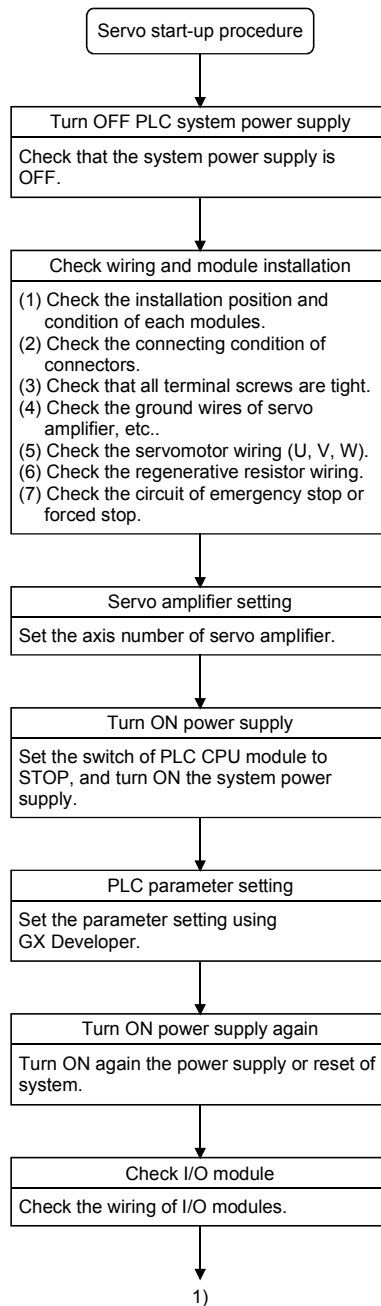 Servo start-up procedure
Turn OFF PLC system power supply
Check that the system power supply is
OFF.
Check wiring and module installation
(1) Check the installation position and
condition of each modules.
(2) Check the connecting condition of
connectors.
(3) Check that all terminal screws are tight.
(4) Check the ground wires of servo
amplifier, etc..
(5) Check the servomotor wiring (U, V, W).
(6) Check the regenerative resistor wiring.
(7) Check the circuit of emergency stop or
forced stop.
Servo amplifier setting
Set the axis number of servo amplifier.
Turn ON power supply
Set the switch of PLC CPU module to
STOP, and turn ON the system power
supply.
PLC parameter setting
Set the parameter setting using
GX Developer.
Turn ON power supply again
Turn ON again the power supply or reset of
system.
Check I/O module
Check the wiring of I/O modules.
1)